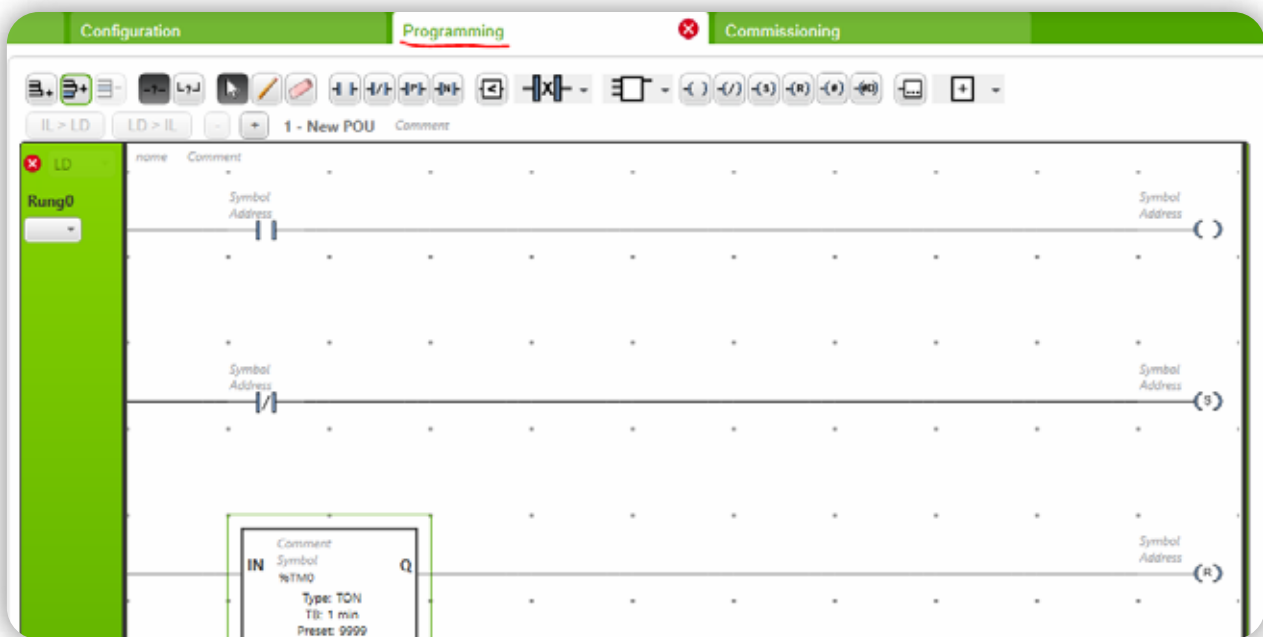 Configuration
Programming
Commissioning
IL > LD
LD > IL
1 - New POU
Comment
LD
name
Comment
Rung0
Symbol
Address
Symbol
Address
Symbol
Address
Symbol
Address
(S)
Comment
Symbol
IN
Q
%TM0
Type: TON
TB: 1 min
Preset: 9999
Symbol
Address
(R)